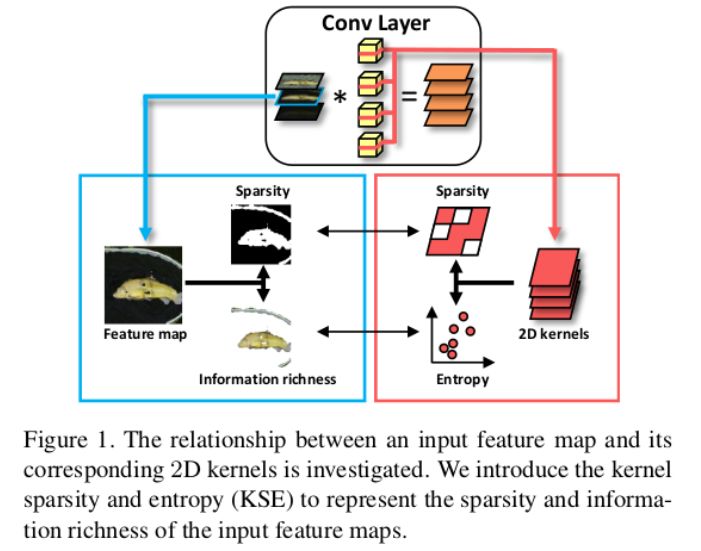 Conv Layer
* =
Sparsity
Sparsity
Feature map
2D kernels
Information richness
Entropy
Figure 1. The relationship between an input feature map and its
corresponding 2D kernels is investigated. We introduce the kernel
sparsity and entropy (KSE) to represent the sparsity and informa-
tion richness of the input feature maps.